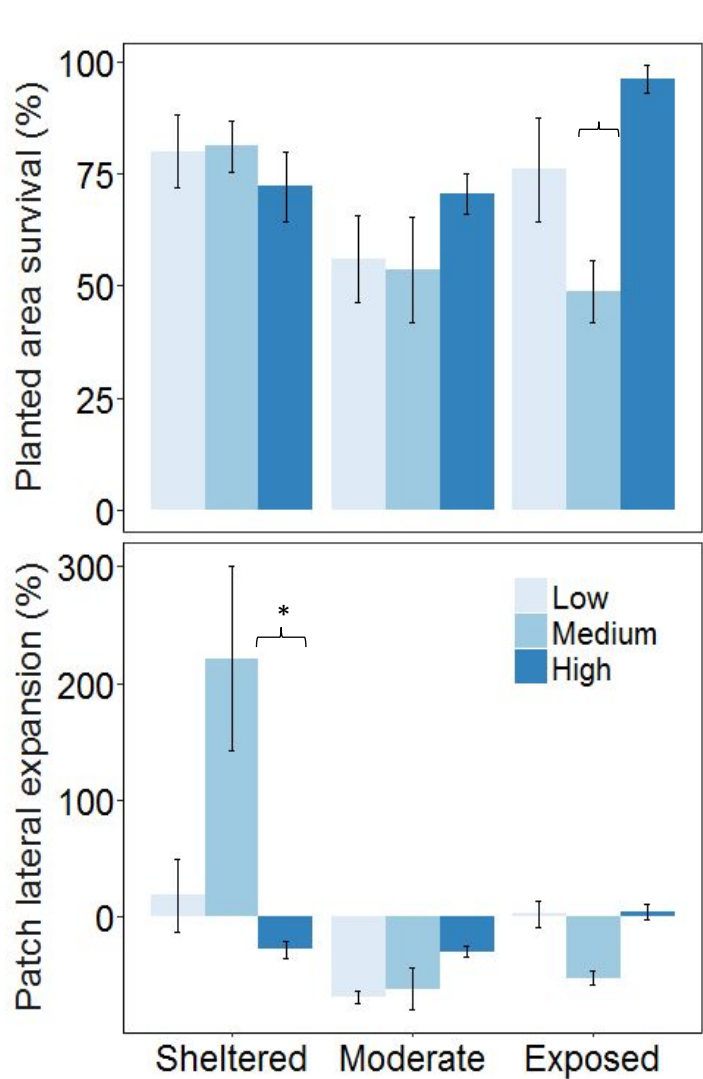 Planted area survival (%)
100
75
50
25
0
Patch lateral expansion (%)
300
200
100
0
*
Low
Medium
High
Sheltered Moderate Exposed